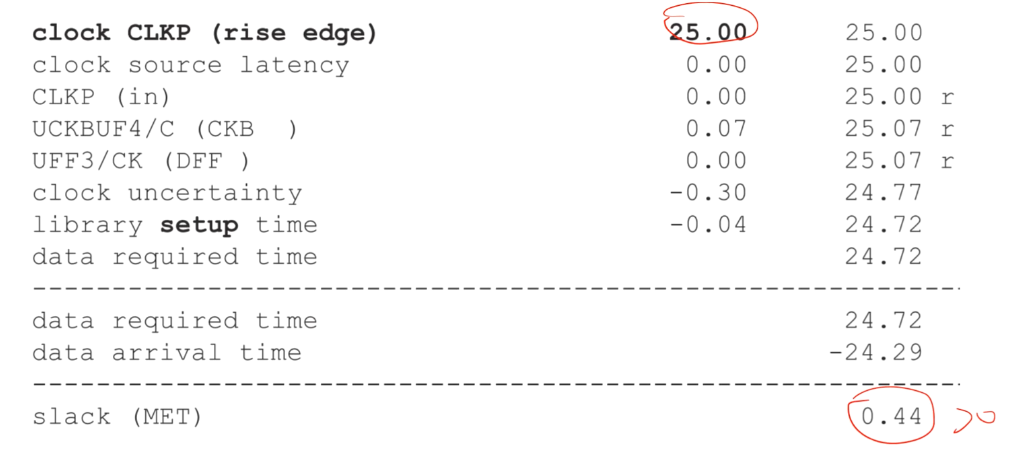 clock CLKP (rise edge) 25.00 25.00
clock source latency 0.00 25.00
CLKP (in) 0.00 25.00 r
UCKBUF4/C (CKB  ) 0.07 25.07 r
UFF3/CK (DFF ) 0.00 25.07 r
clock uncertainty -0.30 24.77
library setup time -0.04 24.72
data required time 24.72
data required time 24.72
data arrival time -24.29
slack (MET) 0.44 >0